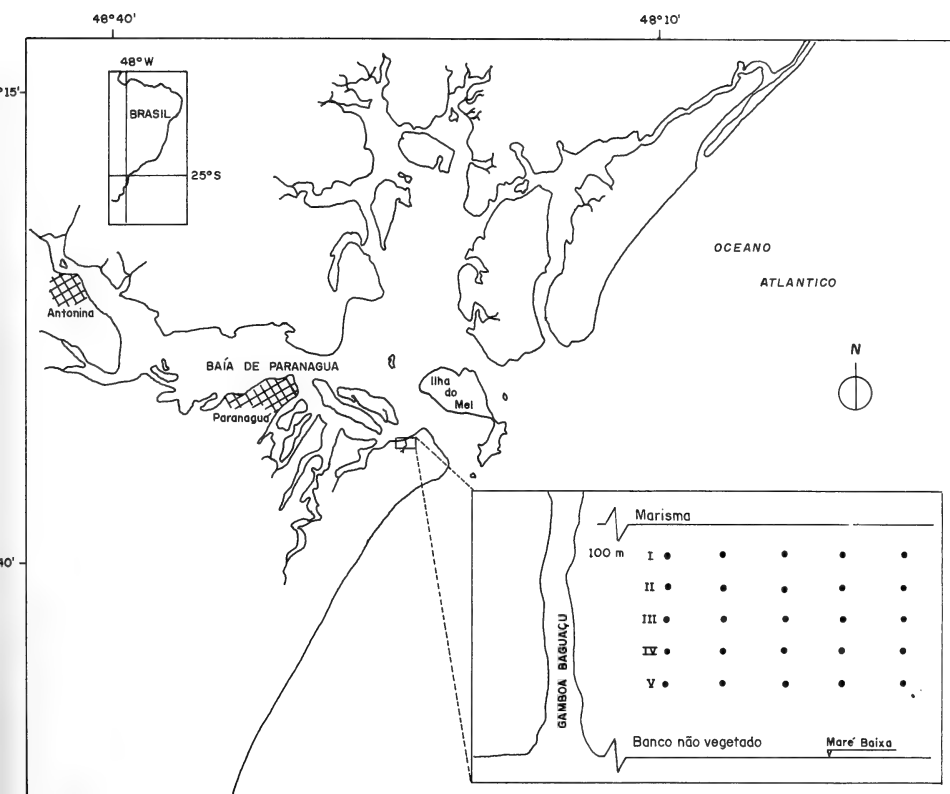 48°40'
48°10'
°15'
48°W
BRASIL
25°S
OCEANO
ATLANTICO
Antonina
BAÍA DE PARANAGUA
Paranaguá
Ilha
do
Mel
N
40'
Marisma
100 m
I
II
III
IV
V
GAMBOA BAGUAÇU
Banco não vegetado
Maré Baixa